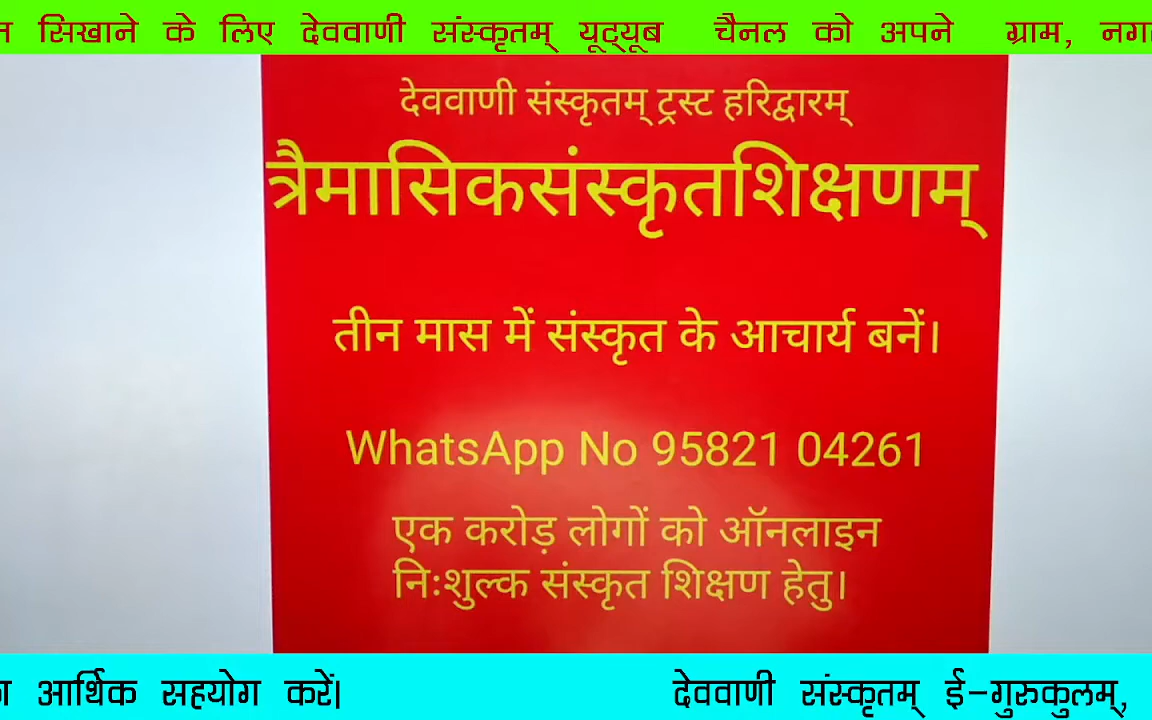 सिखाने के लिए देववाणी संस्कृतम् यूट्यूब चैनल को अपने ग्राम,
देववाणी संस्कृतम् ट्रस्ट हरिद्वारम्
त्रैमासिकसंस्कृतशिक्षणम्
तीन मास में संस्कृत के आचार्य बनें।
WhatsApp No 95821 04261
एक करोड़ लोगों को ऑनलाइन
निःशुल्क संस्कृत शिक्षण हेतु।
आर्थिक सहयोग करें। देववाणी संस्कृतम् ई-गुरुकुलम्,